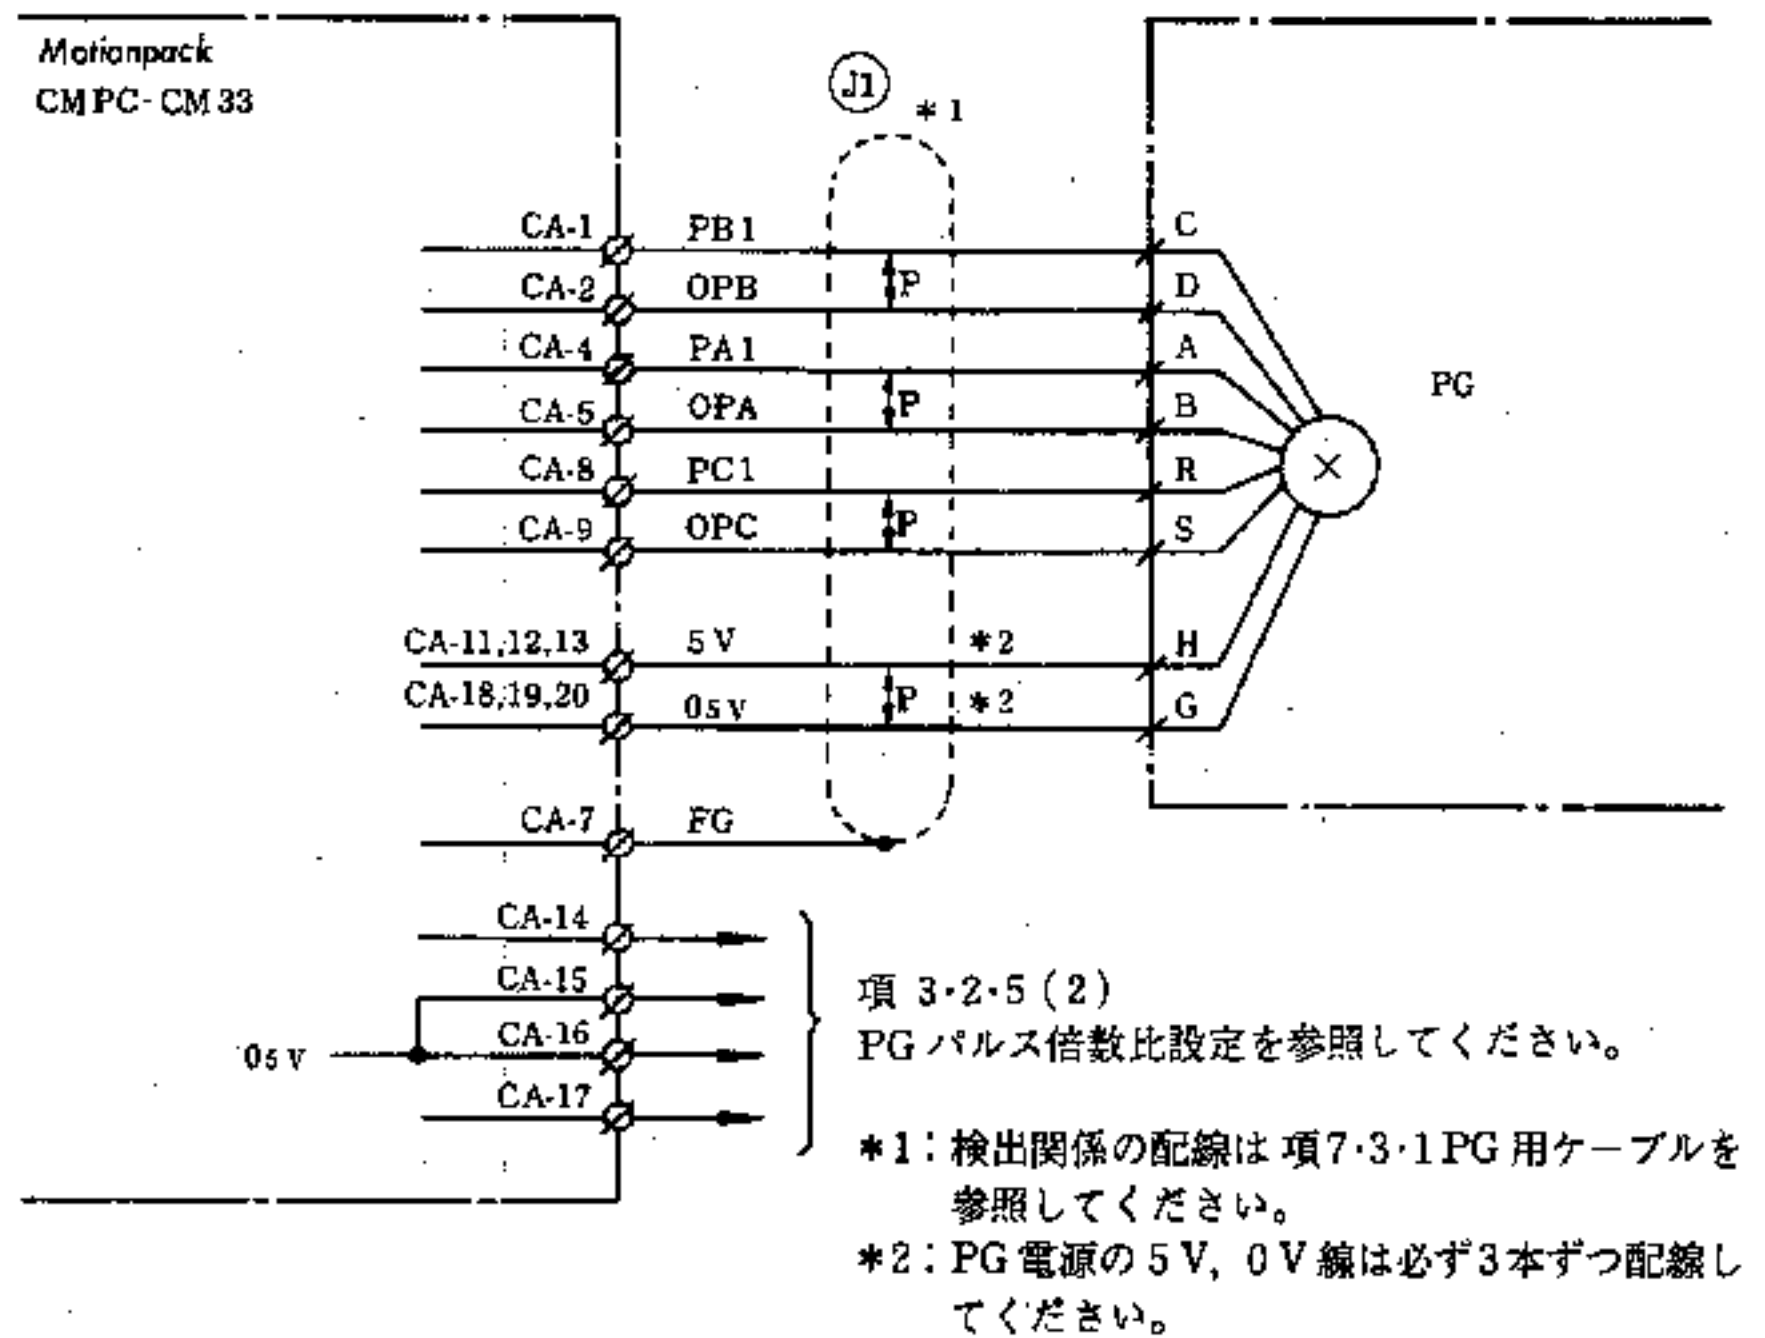 Motionpack
CMPC-CM33
J1
*1
CA-1 PB1 C
P
CA-2 OPB D
CA-4 PA1 A
PG
P
CA-5 OPA B
CA-8 PC1 R
P
CA-9 OPC S
CA-11,12,13 5V *2 H
CA-18,19,20 05V P *2 G
CA-7 FG
CA-14
CA-15
CA-16
05V
CA-17
項 3·2·5(2)
PGパルス倍数比設定を参照してください。
*1:検出関係の配線は 項7·3·1PG用ケーブルを
参照してください。
*2:PG電源の5V, 0V線は必ず3本ずつ配線し
てください。